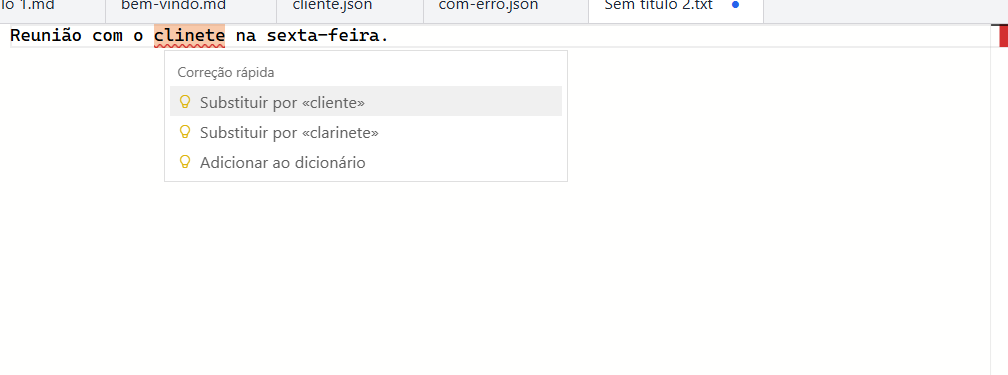 lo 1.md bem-vindo.md cliente.json com-erro.json Sem título 2.txt
Reunião com o clinete na sexta-feira.
Correção rápida
Substituir por «cliente»
Substituir por «clarinete»
Adicionar ao dicionário